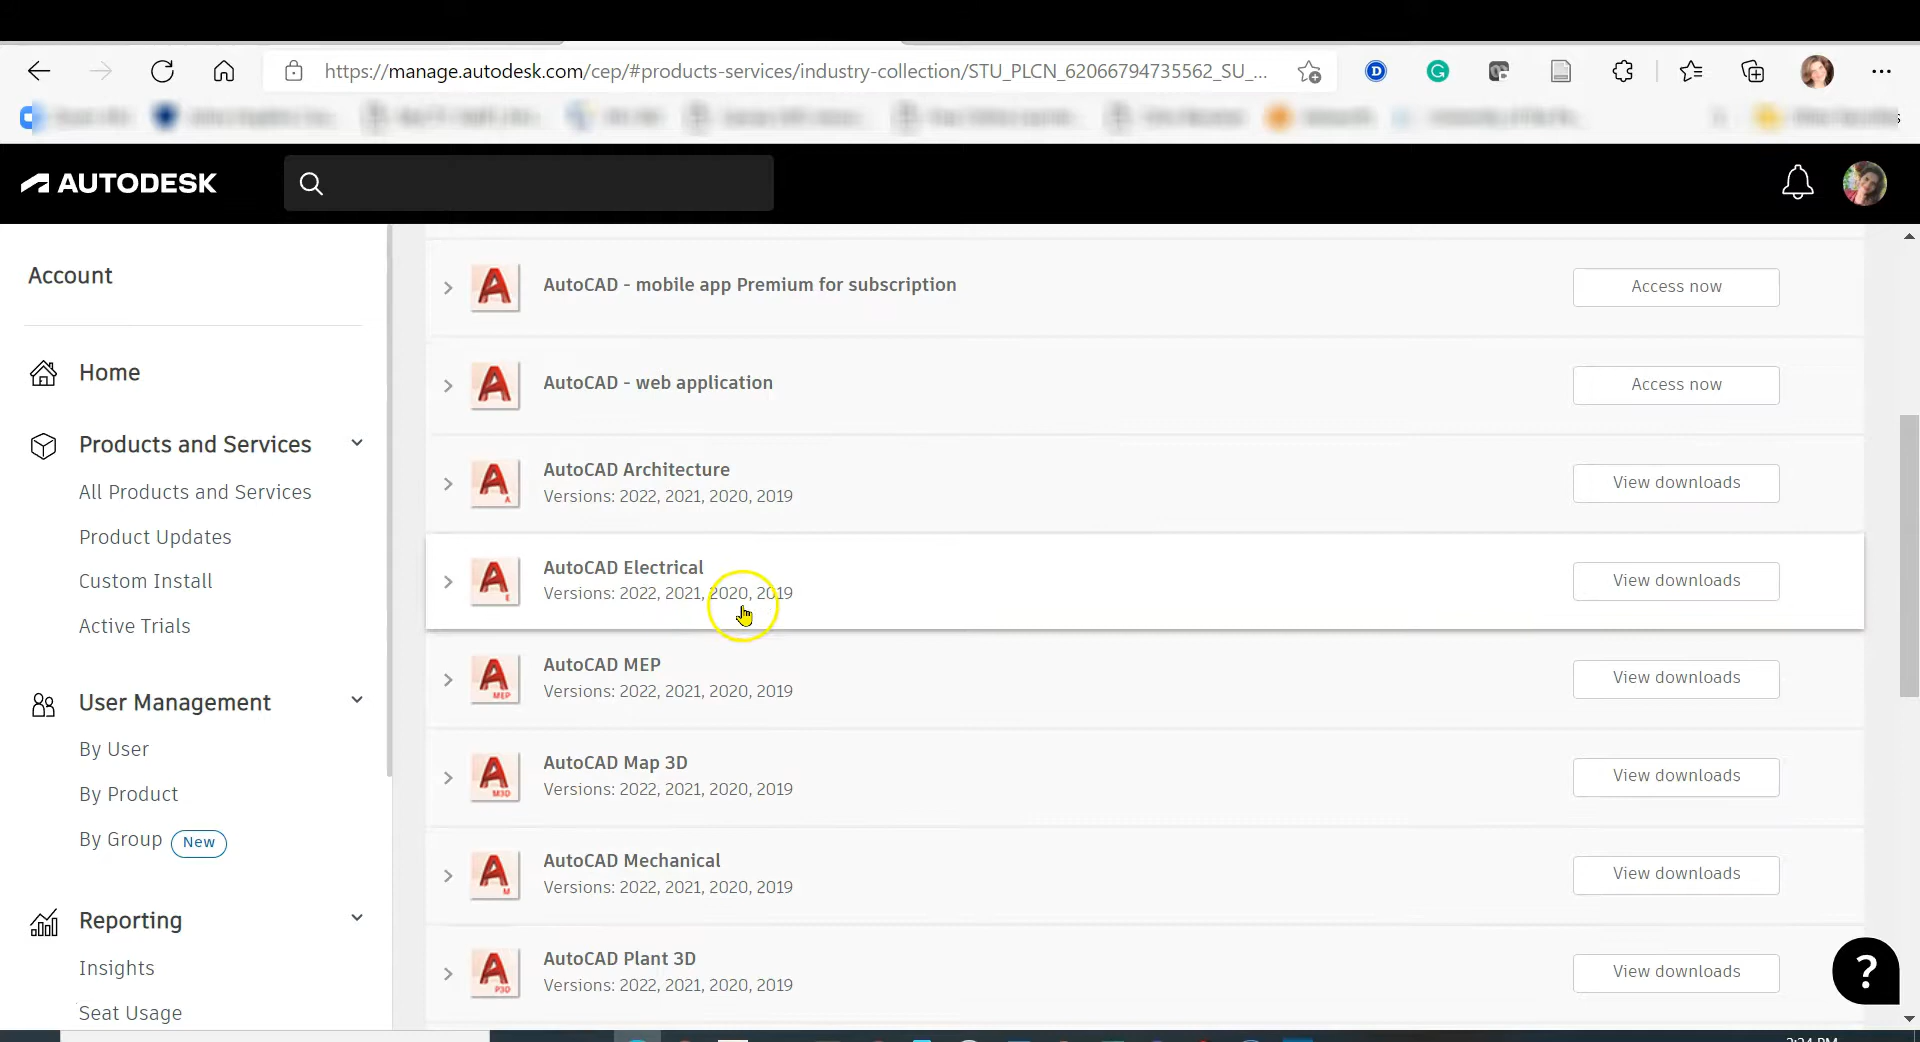 https://manage.autodesk.com/cep/#products-services/industry-collection/STU_PLCN_62066794735562_SU_...
D
G
AUTODESK
Account
Home
Products and Services
All Products and Services
Product Updates
Custom Install
Active Trials
User Management
By User
By Product
By Group New
Reporting
Insights
Seat Usage
AutoCAD - mobile app Premium for subscription
Access now
AutoCAD - web application
Access now
A
AutoCAD Architecture
Versions: 2022, 2021, 2020, 2019
View downloads
E
AutoCAD Electrical
Versions: 2022, 2021, 2020, 2019
View downloads
MEP
AutoCAD MEP
Versions: 2022, 2021, 2020, 2019
View downloads
M3D
AutoCAD Map 3D
Versions: 2022, 2021, 2020, 2019
View downloads
M
AutoCAD Mechanical
Versions: 2022, 2021, 2020, 2019
View downloads
P3D
AutoCAD Plant 3D
Versions: 2022, 2021, 2020, 2019
View downloads
?